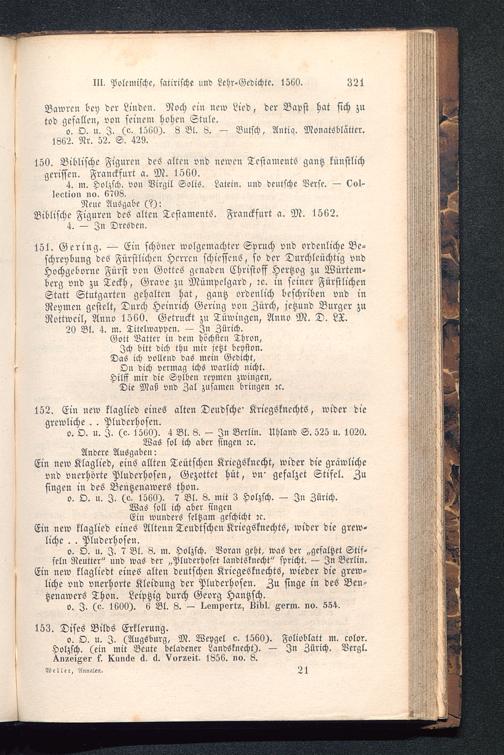 III. Polemische, satirische und Lehr-Gedichte. 1560. 321
Bawren bey der Linden. Noch ein new Lied, der Bapst hat sich zu
tod gefallen, von seinem hohen Stule.
o. O. u. J. (c. 1560). 8 Bl. 8. — Butsch, Antiq. Monatsblätter.
1862. Nr. 52. S. 429.
150. Biblische Figuren des alten vnd newen Testaments gantz künstlich
gerissen. Franckfurt a. M. 1560.
4. m. Holzsch. von Virgil Solis. Latein. und deutsche Verse. — Col-
lection no. 6708.
Neue Ausgabe (?):
Biblische Figuren des alten Testaments. Franckfurt a. M. 1562.
4. — In Dresden.
151. Gering. — Ein schöner wolgemachter Spruch vnd ordenliche Be-
schreybung des Fürstlichen Herren schiessens, so der Durchleüchtig vnd
Hochgeborne Fürst von Gottes genaden Christoff Hertzog zu Würtem-
berg vnd zu Teckh, Grave zu Mümpelgard, ꝛc. in seiner Fürstlichen
Statt Stutgarten gehalten hat, gantz ordenlich beschriben vnd in
Reymen gestelt, Durch Heinrich Gering von Zürch, jetzund Burger zu
Rottweil, Anno 1560. Getruckt zu Tüwingen, Anno M. D. LX.
20 Bl. 4. m. Titelwappen. — In Zürich.
Gott Vatter in dem höchsten Thron,
Ich bitt dich thu mir jetzt beyston.
Das ich vollend das mein Gedicht,
On dich vermag ichs warlich nicht.
Hilff mir die Sylben reymen zwingen,
Die Maß vnd Zal zusamen bringen ꝛc.
152. Ein new klaglied eines alten Deudschẽ Kriegsknechts, wider die
grewliche . . Pluderhosen.
o. O. u. J. (c. 1560). 4 Bl. 8. — In Berlin. Uhland S. 525 u. 1020.
Was sol ich aber singen ꝛc.
Andere Ausgaben:
Ein new Klaglied, eins allten Teütschen Kriegsknecht, wider die gräwliche
vnd vnerhörte Pluderhosen, Gezottet hüt, vn̄ gesalzet Stifel. Zu
singen in des Bentzenawers thon.
o. O. u. J. (c. 1560). 7 Bl. 8. mit 3 Holzsch. — In Zürich.
Was soll ich aber singen
Ein wunders seltzam geschicht ꝛc.
Ein new klaglied eines Altenn Teudtschen Kriegsknechts, wider die grew-
liche . . Pluderhosen.
o. O. u. J. 7 Bl. 8. m. Holzsch. Voran geht, was der „gesaltzet Stif-
feln Reutter" und was der „Pluderhoset landtsknecht" spricht. — In Berlin.
Ein new klagliedt eines alten deutschen Kriegesknechts, wieder die grew-
liche vnd vnerhorte Kleidung der Pluderhosen. Zu singe in des Ben-
tzenawers Thon. Leiptzig durch Georg Hantzsch.
o. J. (c. 1600). 6 Bl. 8. — Lempertz, Bibl. germ. no. 554.
153. Dises Bilds Erklerung.
o. O. u. J. (Augsburg, M. Weygel c. 1560). Folioblatt m. color.
Holzsch. (ein mit Beute beladener Landsknecht). — In Zürich. Vergl.
Anzeiger f. Kunde d. d. Vorzeit. 1856. no. 8.
Weller, Annalen. 21